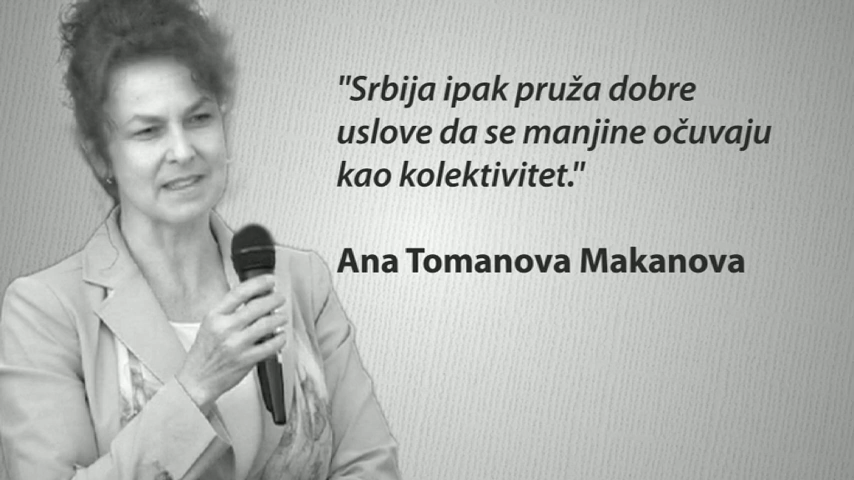 "Srbija ipak pruža dobre
uslove da se manjine očuvaju
kao kolektivitet."
Ana Tomanova Makanova